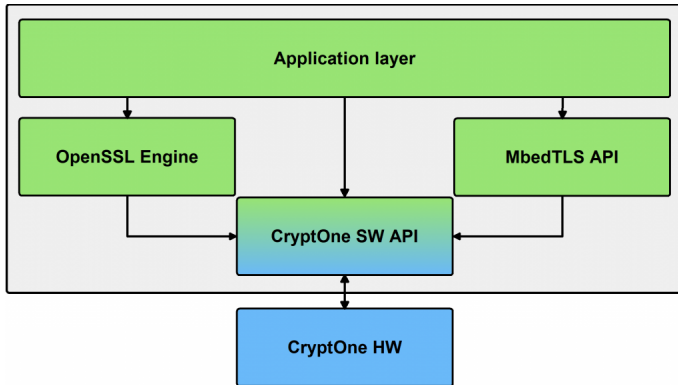 Application layer
OpenSSL Engine
MbedTLS API
CryptOne SW API
CryptOne HW